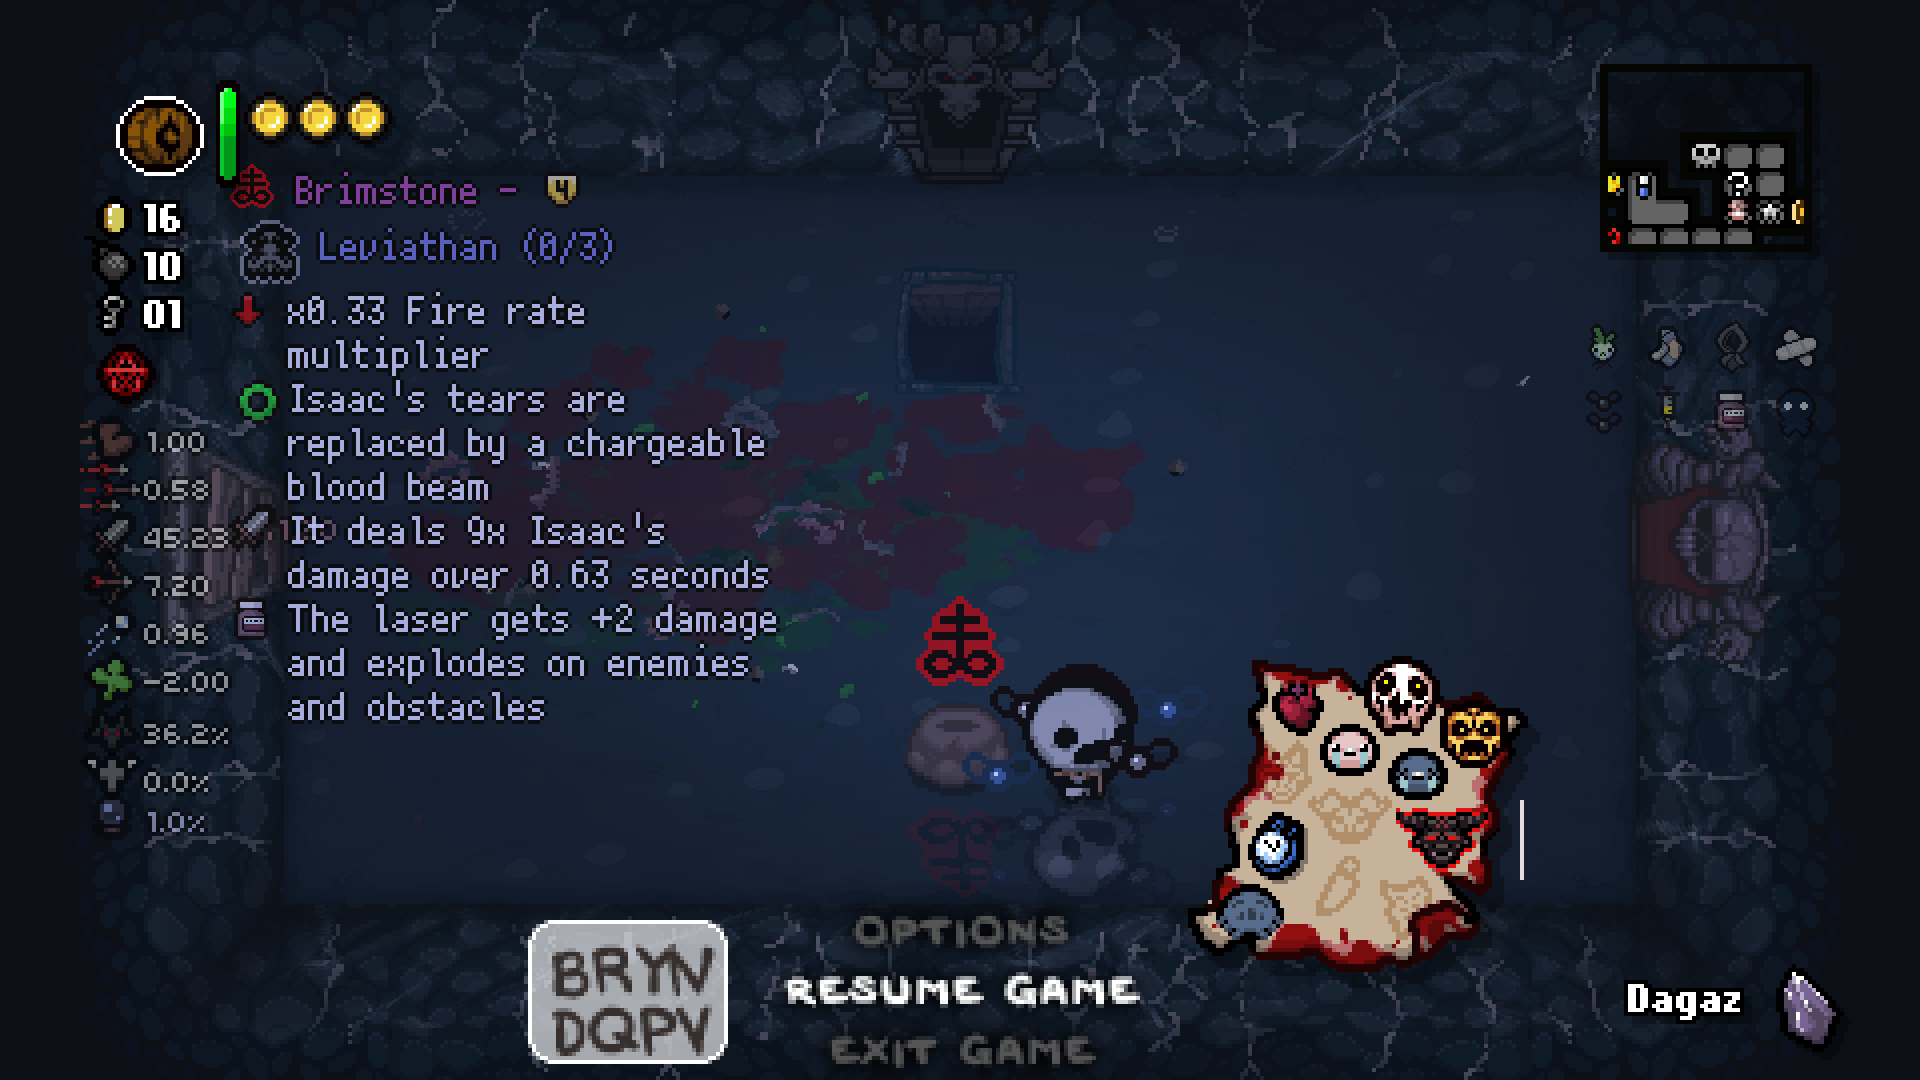 Brimstone - 4
16
Leviathan (0/3)
10
01
x0.33 Fire rate
multiplier
Isaac's tears are
replaced by a chargeable
blood beam
It deals 9x Isaac's
damage over 0.63 seconds
The laser gets +2 damage
and explodes on enemies
and obstacles
1.00
0.58
45.23
7.20
0.96
-2.00
36.2%
0.0%
1.0%
OPTIONS
RESUME GAME
EXIT GAME
BRYN
DQPV
Dagaz